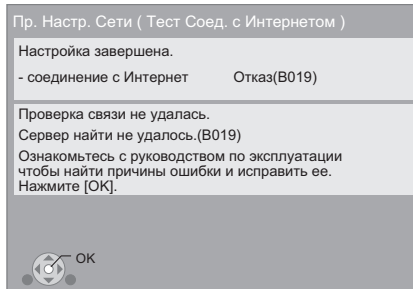 Пр. Настр. Сети ( Тест Соед. с Интернетом )
Настройка завершена.
- соединение с Интернет Отказ(B019)
Проверка связи не удалась.
Сервер найти не удалось.(B019)
Ознакомьтесь с руководством по эксплуатации
чтобы найти причины ошибки и исправить ее.
Нажмите [OK].
OK